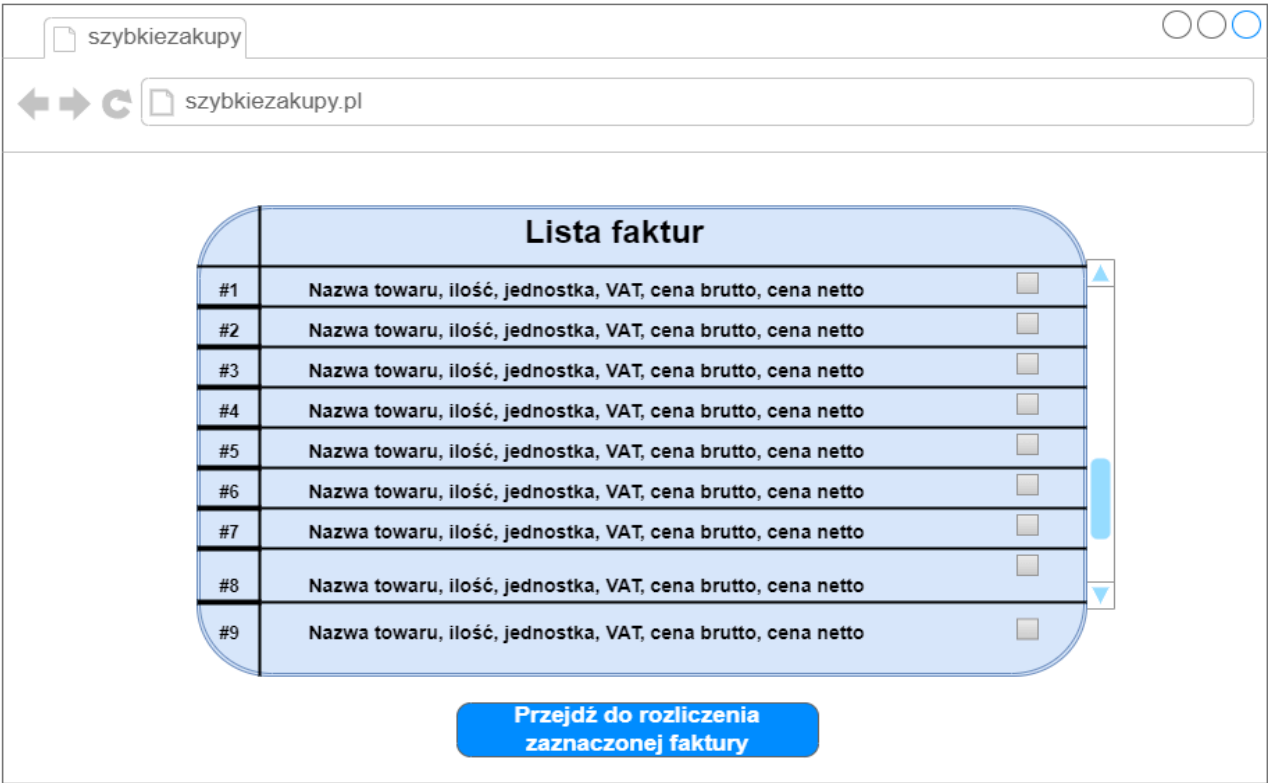 szybkiezakupy
szybkiezakupy.pl
Lista faktur
#1 Nazwa towaru, ilość, jednostka, VAT, cena brutto, cena netto
#2 Nazwa towaru, ilość, jednostka, VAT, cena brutto, cena netto
#3 Nazwa towaru, ilość, jednostka, VAT, cena brutto, cena netto
#4 Nazwa towaru, ilość, jednostka, VAT, cena brutto, cena netto
#5 Nazwa towaru, ilość, jednostka, VAT, cena brutto, cena netto
#6 Nazwa towaru, ilość, jednostka, VAT, cena brutto, cena netto
#7 Nazwa towaru, ilość, jednostka, VAT, cena brutto, cena netto
#8 Nazwa towaru, ilość, jednostka, VAT, cena brutto, cena netto
#9 Nazwa towaru, ilość, jednostka, VAT, cena brutto, cena netto
Przejdź do rozliczenia
zaznaczonej faktury